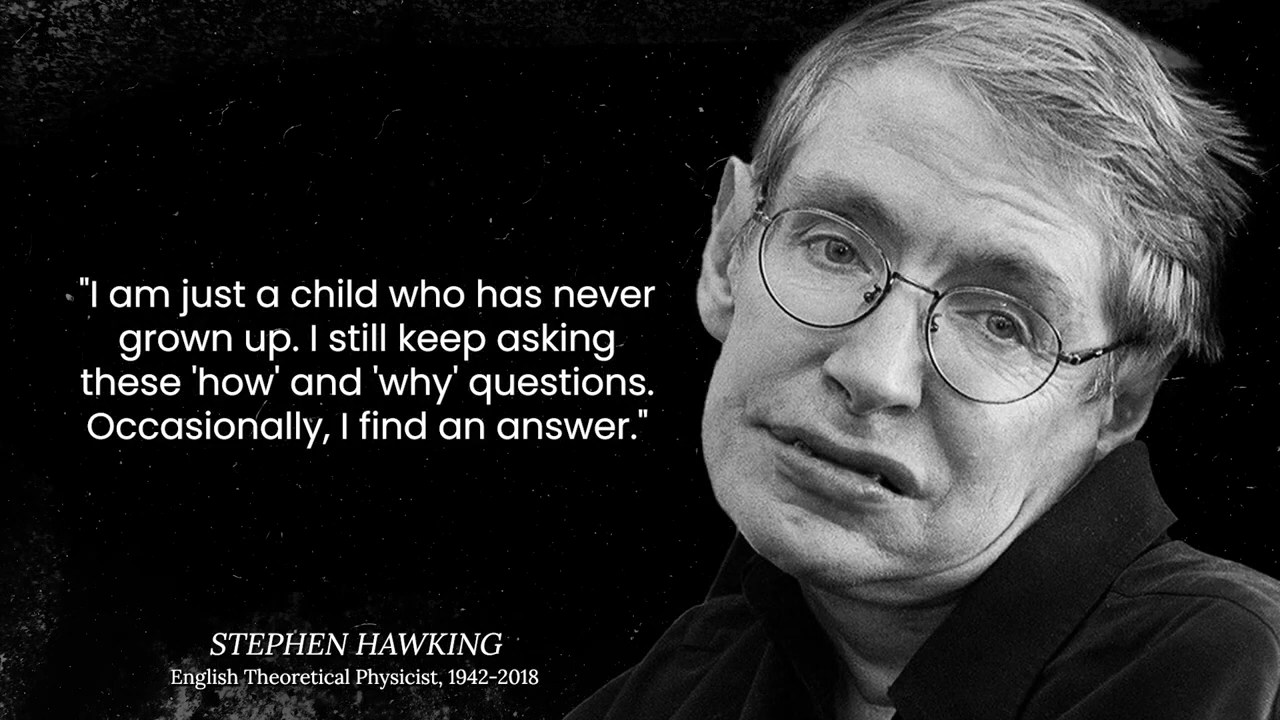 "I am just a child who has never
grown up. I still keep asking
these 'how' and 'why' questions.
Occasionally, I find an answer."
STEPHEN HAWKING
English Theoretical Physicist, 1942-2018